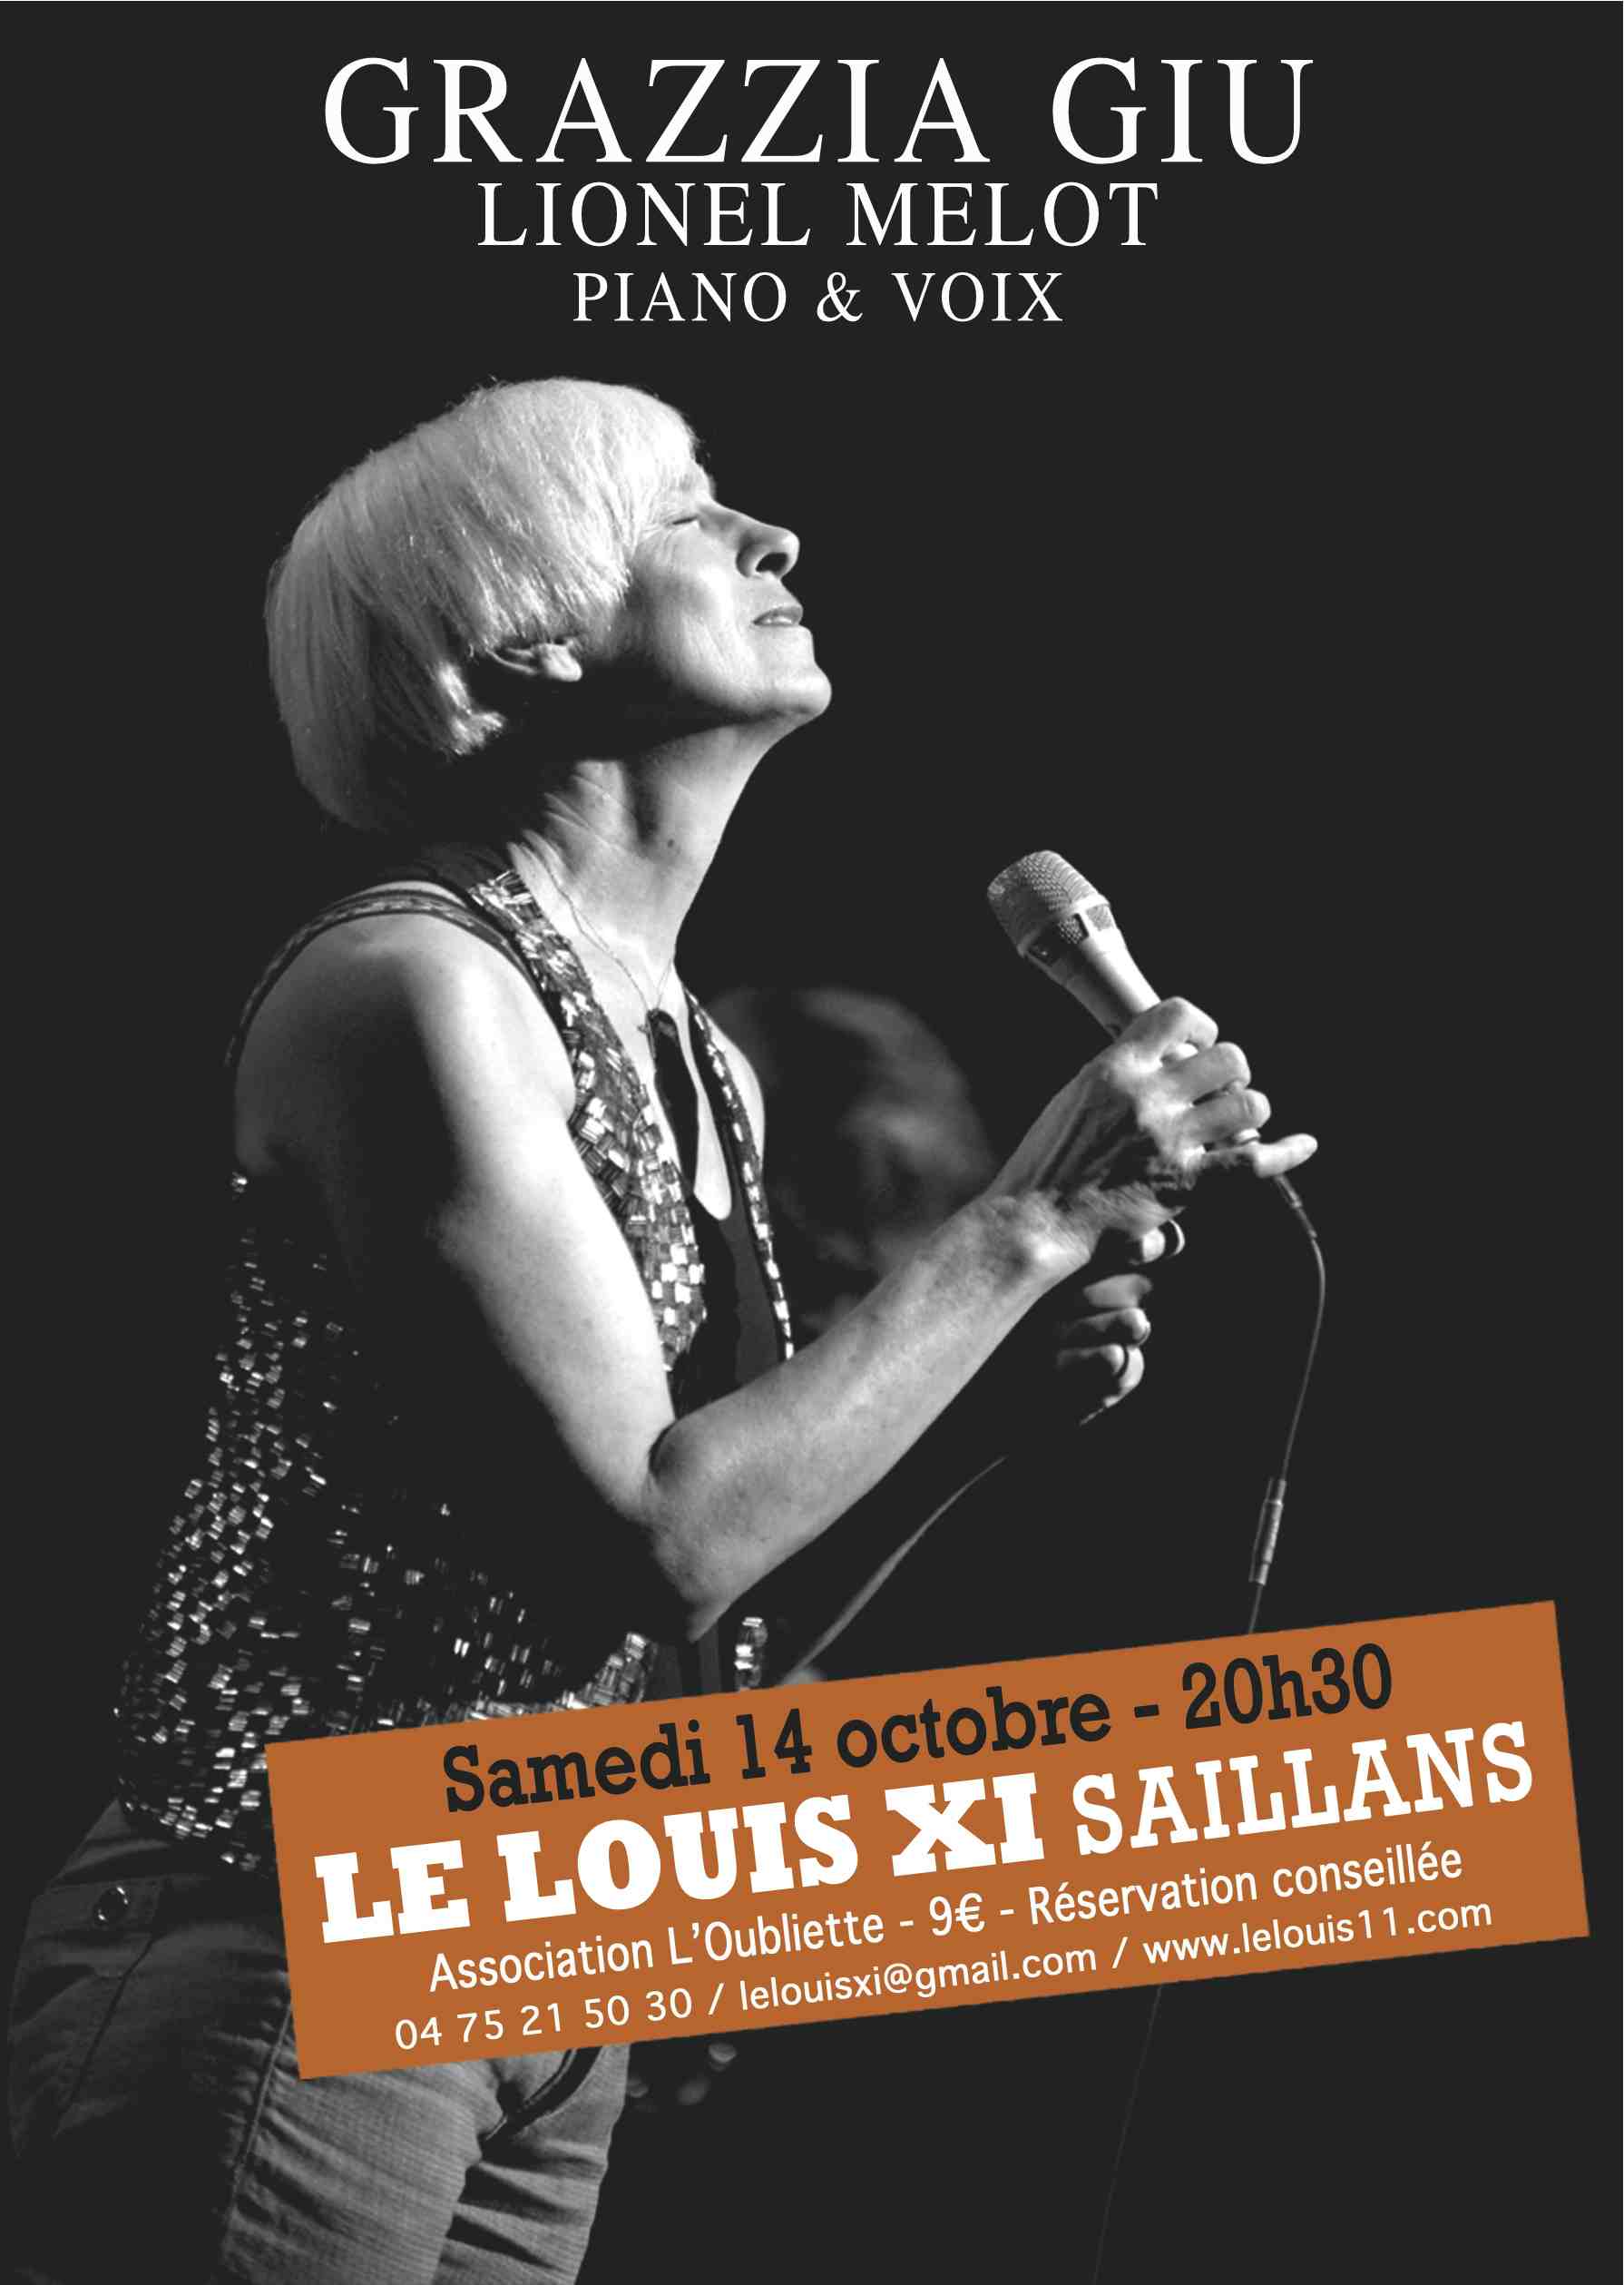 GRAZZIA GIU
LIONEL MELOT
PIANO & VOIX
Samedi 14 octobre - 20h30
LE LOUIS XI SAILLANS
Association L'Oubliette - 9€ - Réservation conseillée
04 75 21 50 30 / lelouisxi@gmail.com / www.lelouis11.com